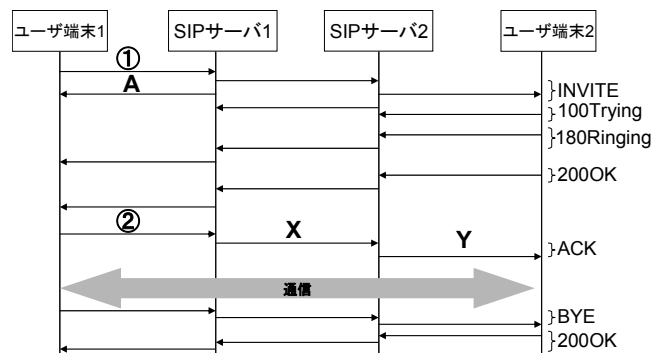 ユーザ端末1
SIPサーバ1
SIPサーバ2
ユーザ端末2
①
A
INVITE
100Trying
180Ringing
200OK
②
X
Y
ACK
通信
BYE
200OK